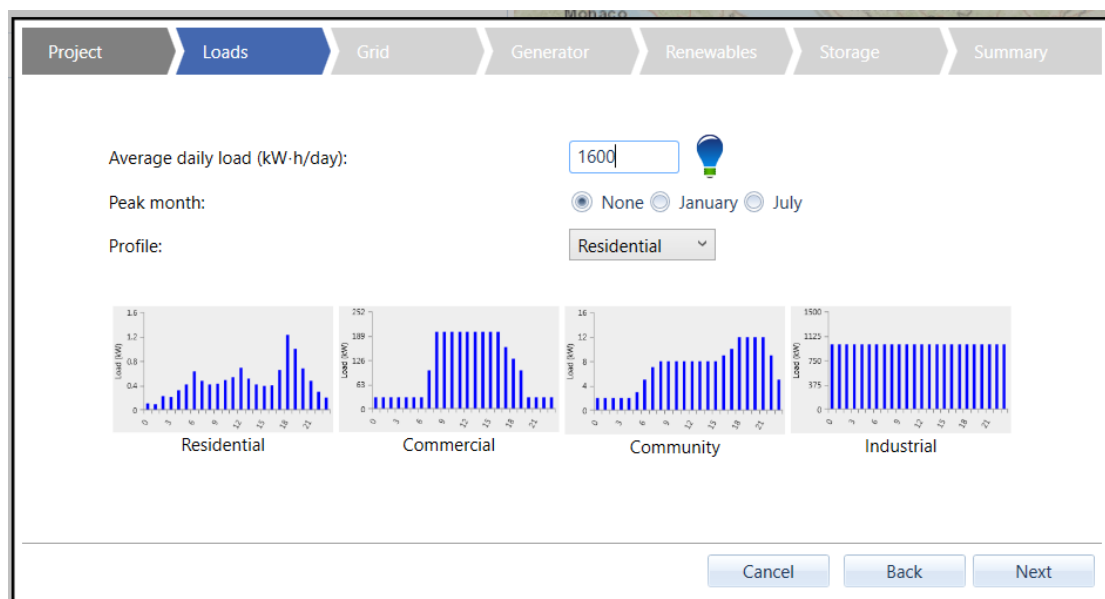 Monaco
Project Loads Grid Generator Renewables Storage Summary
Average daily load (kW·h/day): 1600
Peak month: None January July
Profile: Residential
1.6
1.2
0.8
0.4
0
Load (kW)
0 3 6 9 12 15 18 21
Residential
252
189
126
63
0
Load (kW)
0 3 6 9 12 15 18 21
Commercial
16
12
8
4
0
Load (kW)
0 3 6 9 12 15 18 21
Community
1500
1125
750
375
0
Load (kW)
0 3 6 9 12 15 18 21
Industrial
Cancel Back Next